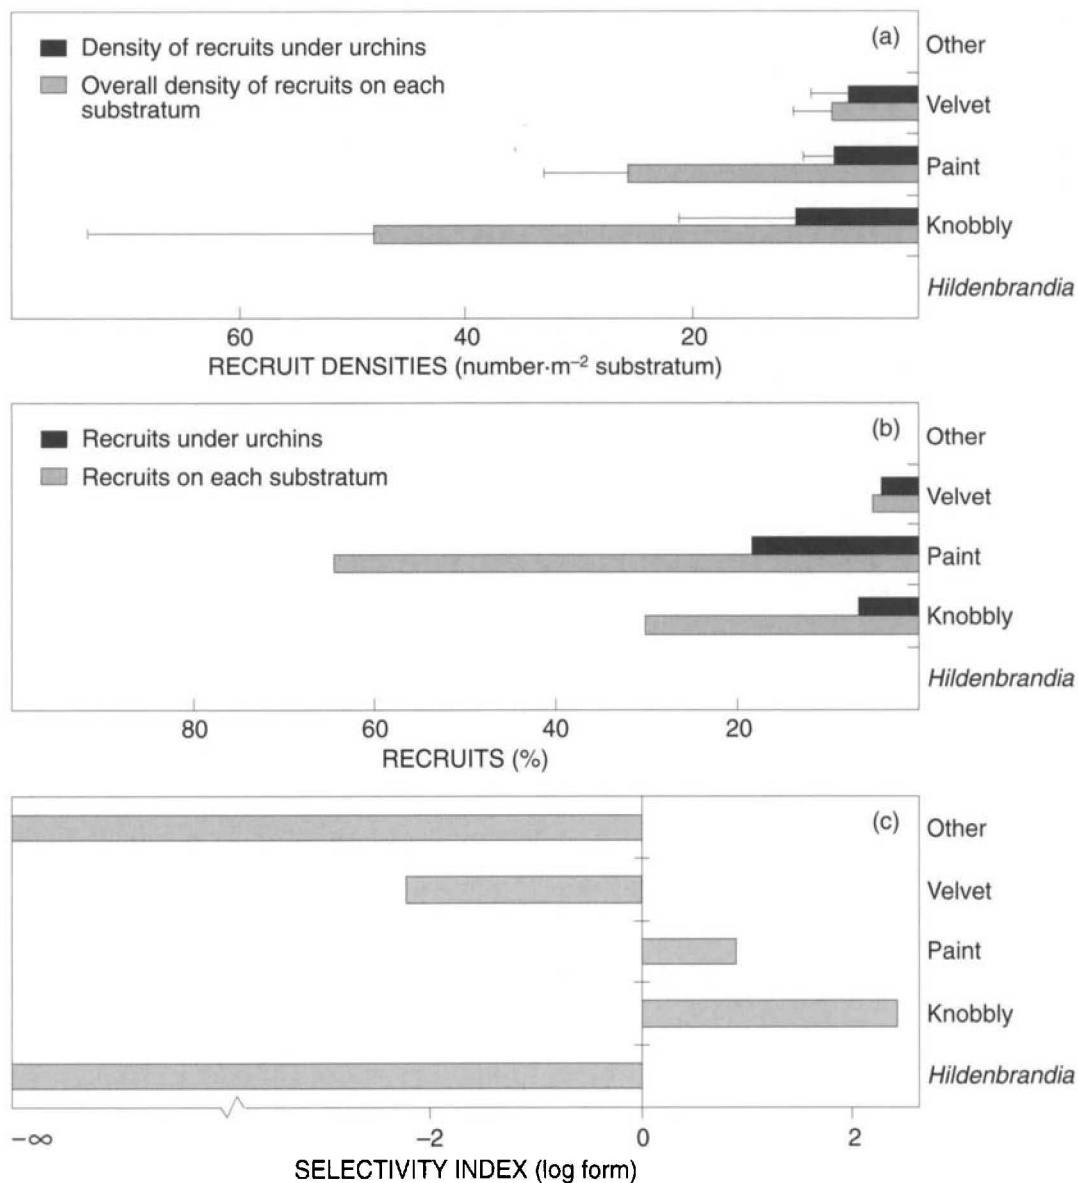 Density of recruits under urchins
Overall density of recruits on each
substratum
(a)
Other
Velvet
Paint
Knobbly
Hildenbrandia
60 40 20
RECRUIT DENSITIES (number·m⁻² substratum)
Recruits under urchins
Recruits on each substratum
(b)
Other
Velvet
Paint
Knobbly
Hildenbrandia
80 60 40 20
RECRUITS (%)
(c)
Other
Velvet
Paint
Knobbly
Hildenbrandia
−∞ −2 0 2
SELECTIVITY INDEX (log form)